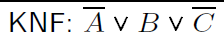 KNF: A̅ ∨ B ∨ C̅